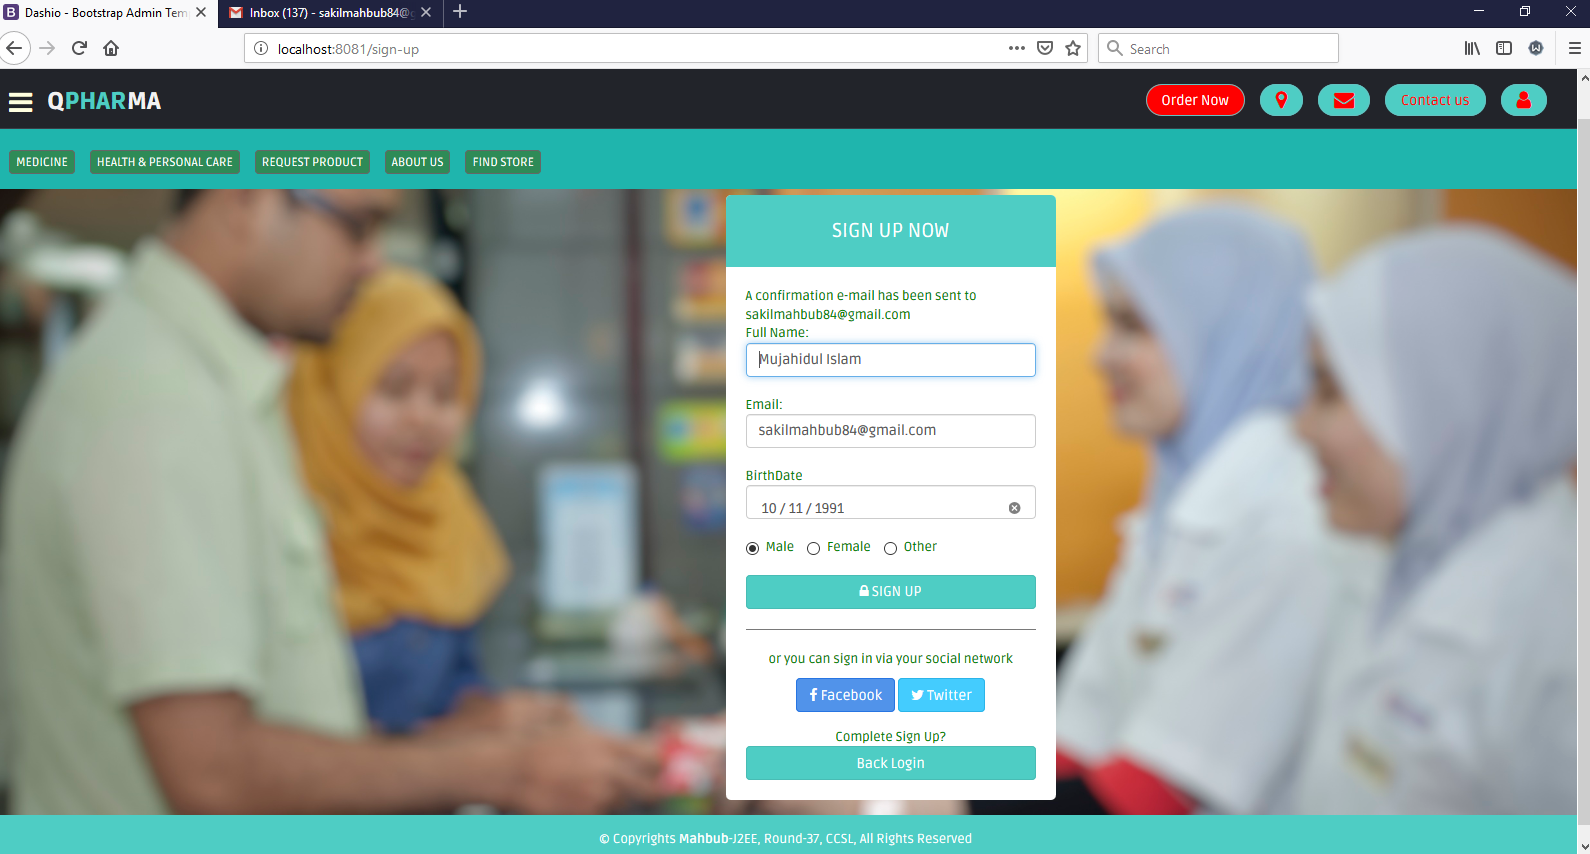 Dashio - Bootstrap Admin Tem
Inbox (137) - sakilmahbub84@g
localhost:8081/sign-up
Search
QPHARMA
Order Now
Contact us
MEDICINE
HEALTH & PERSONAL CARE
REQUEST PRODUCT
ABOUT US
FIND STORE
SIGN UP NOW
A confirmation e-mail has been sent to
sakilmahbub84@gmail.com
Full Name:
Mujahidul Islam
Email:
sakilmahbub84@gmail.com
BirthDate
10 / 11 / 1991
Male Female Other
SIGN UP
or you can sign in via your social network
Facebook Twitter
Complete Sign Up?
Back Login
© Copyrights Mahbub-J2EE, Round-37, CCSL, All Rights Reserved